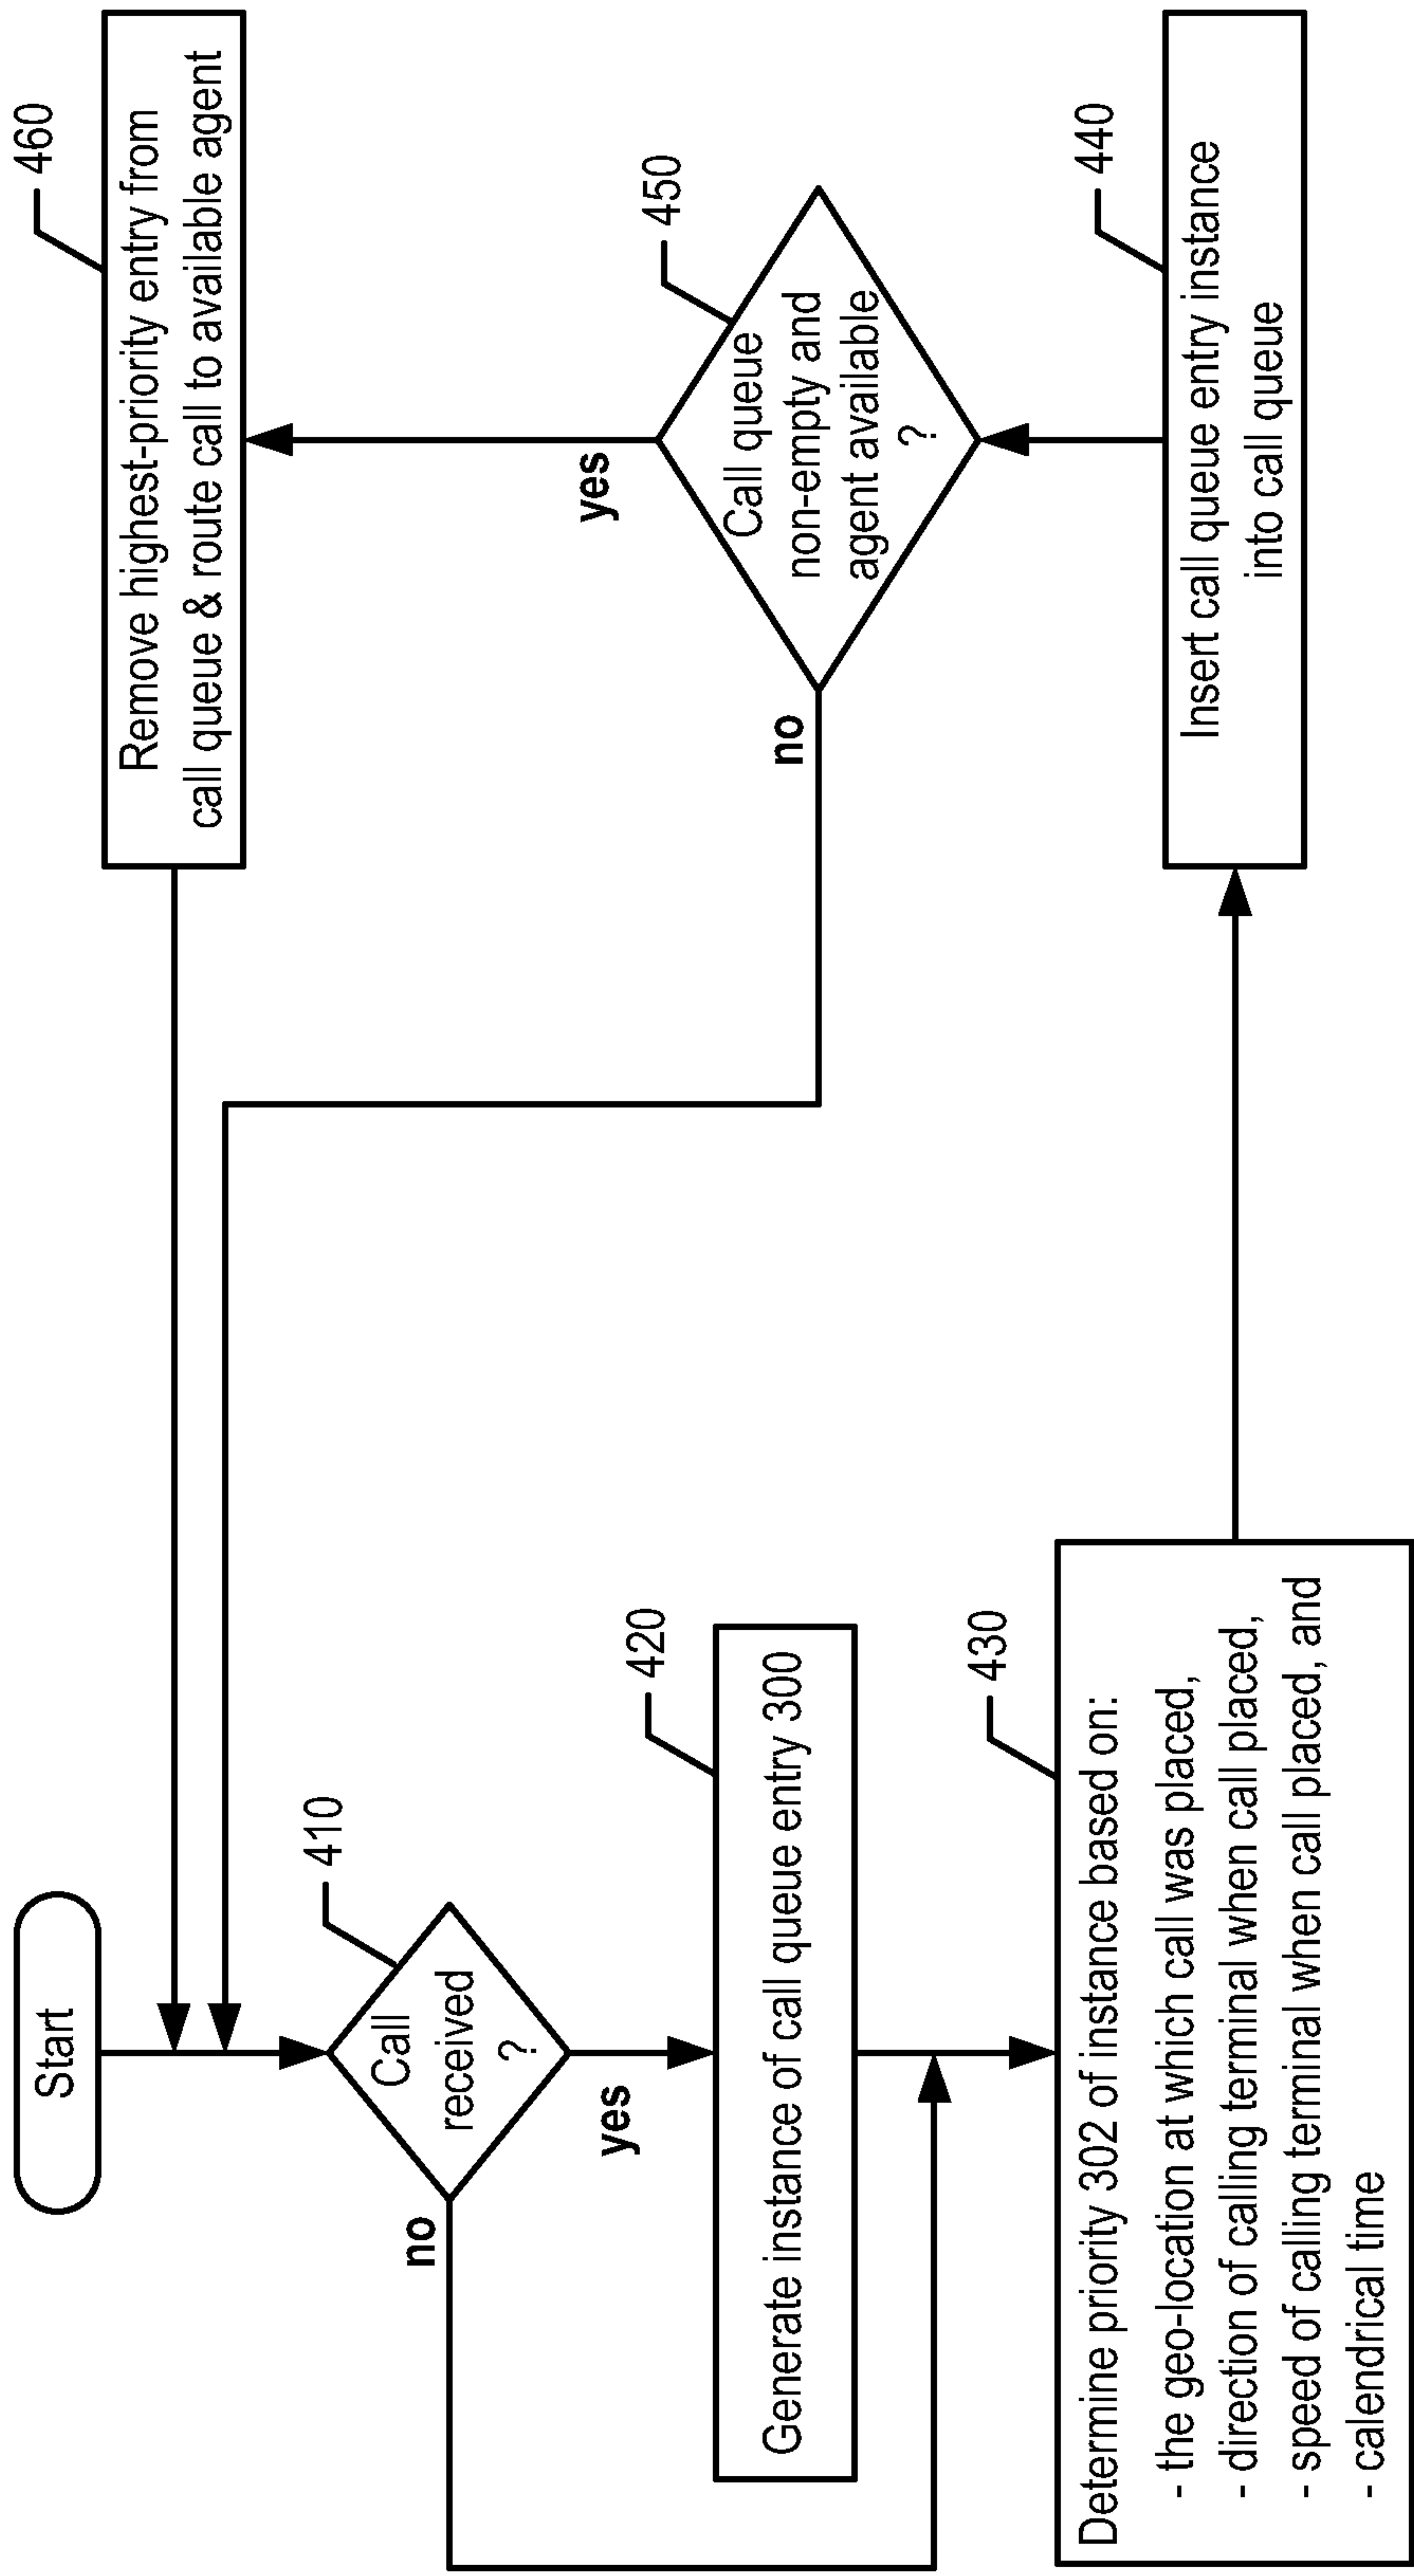 Start
410
Call
received
?
no
yes
420
Generate instance of call queue entry 300
430
Determine priority 302 of instance based on:
- the geo-location at which call was placed,
- direction of calling terminal when call placed,
- speed of calling terminal when call placed, and
- calendrical time
460
Remove highest-priority entry from
call queue & route call to available agent
yes
450
Call queue
non-empty and
agent available
?
no
440
Insert call queue entry instance
into call queue